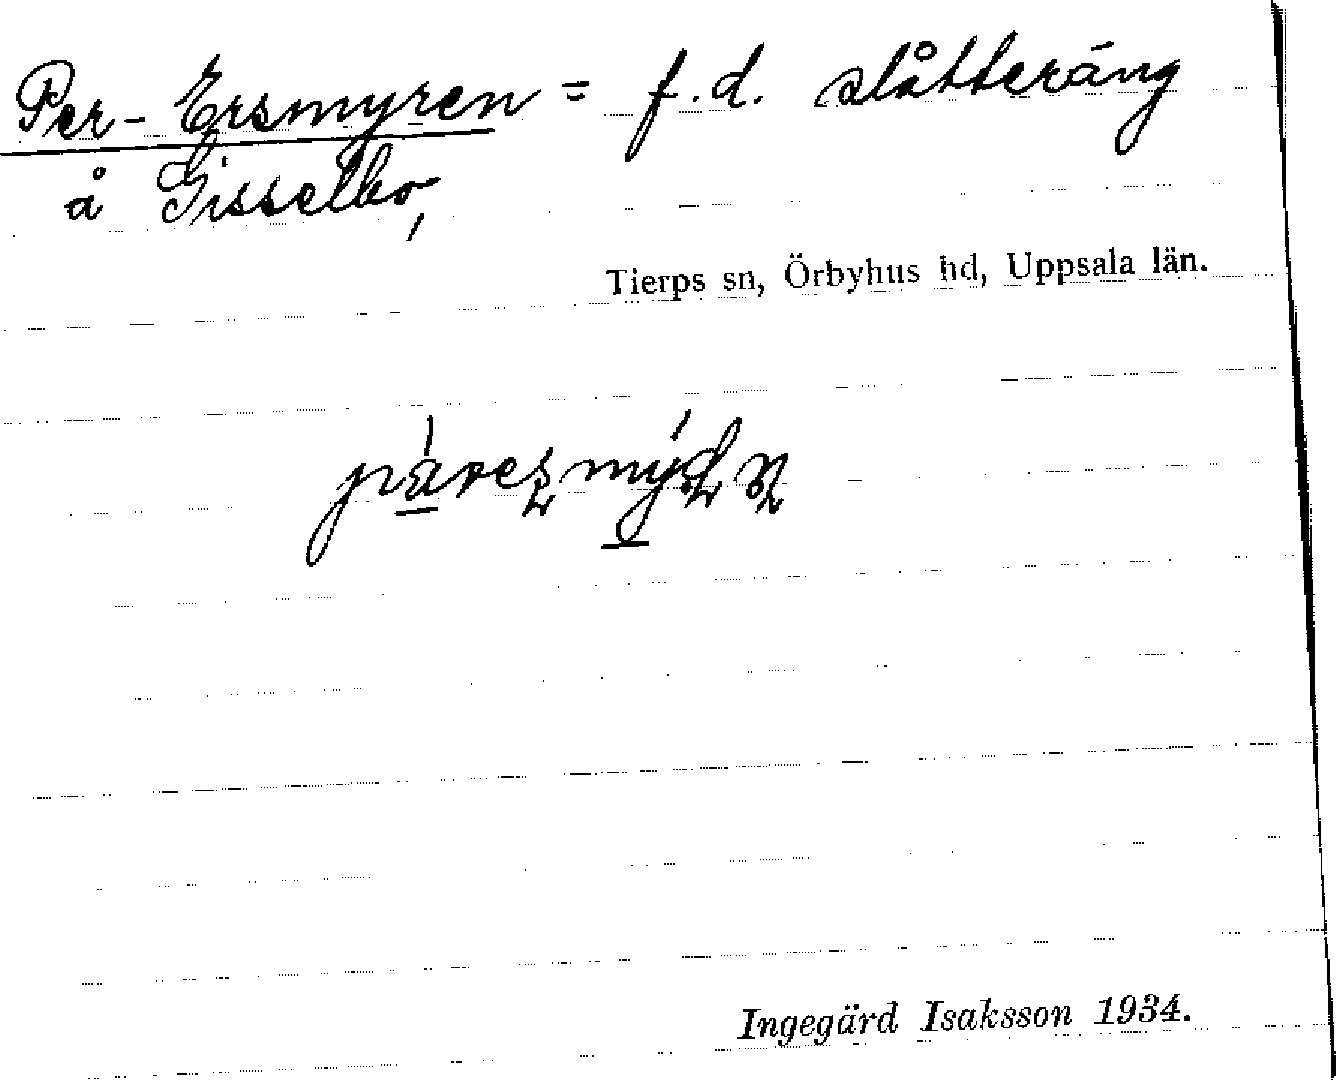 Per-Ersmyren = f.d. slåtteräng
å Gisselbo,
Tierps sn, Örbyhus hd, Uppsala län.
Ingegärd Isaksson 1934.